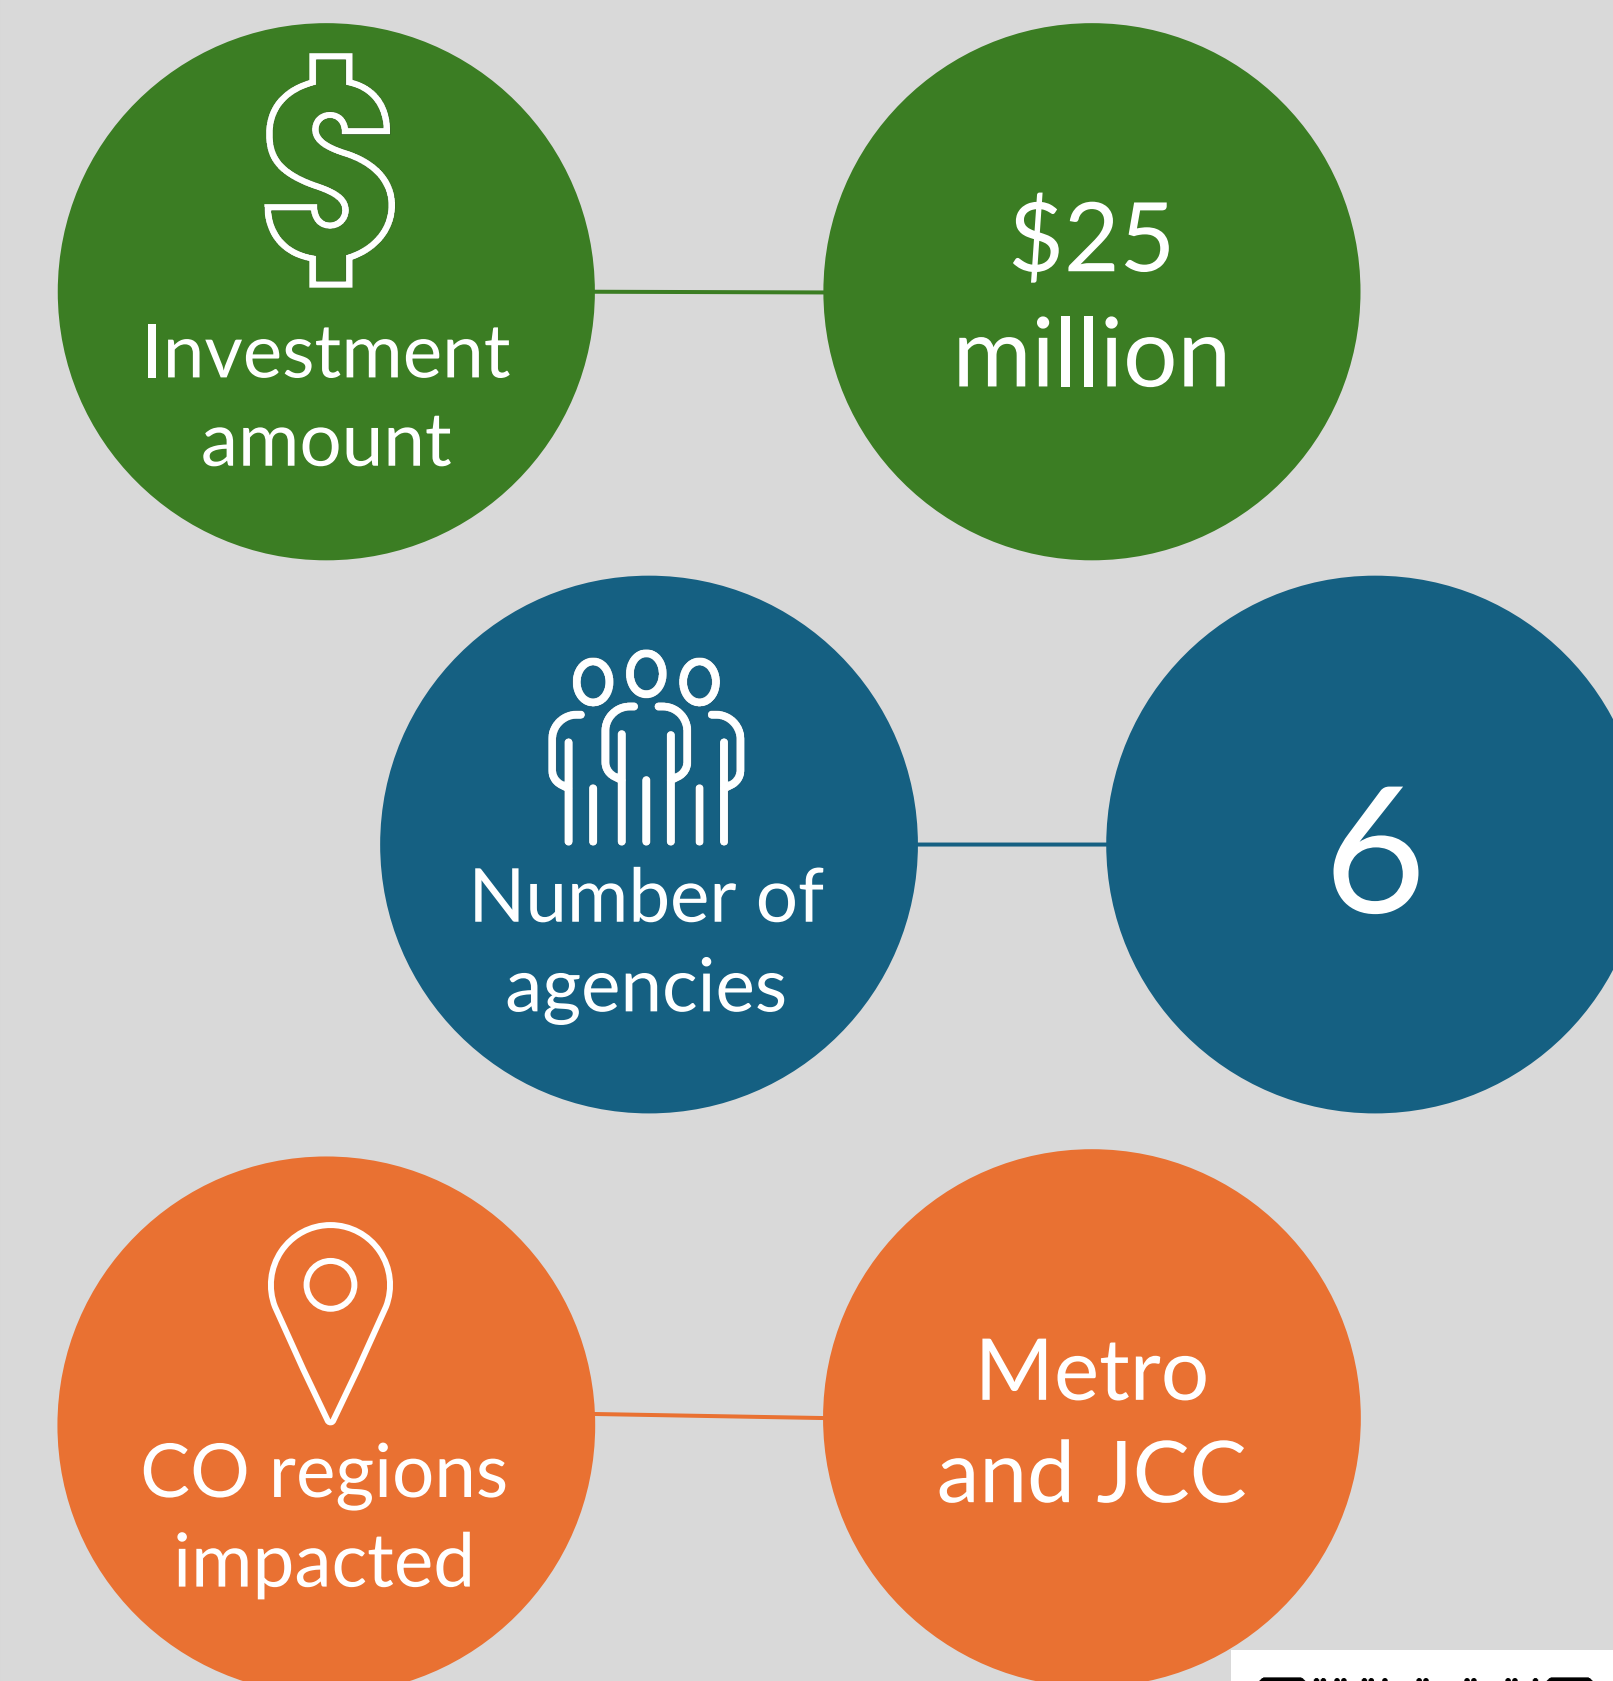 Investment
amount
$25
million
Number of
agencies
6
CO regions
impacted
Metro
and JCC